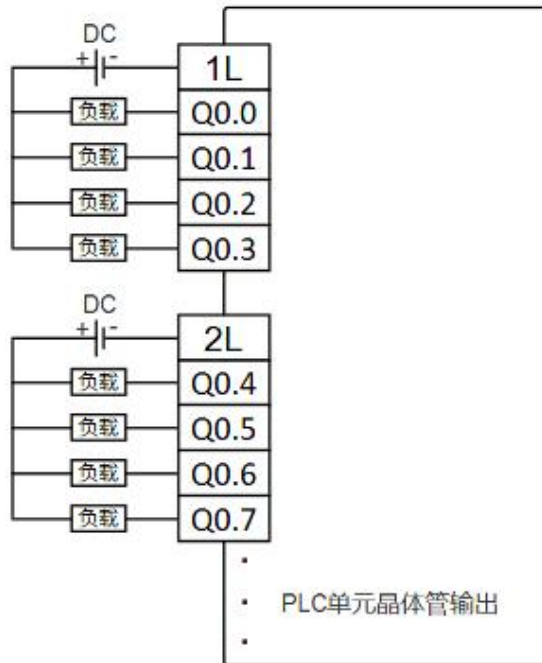 DC
+ -
1L
负载 Q0.0
负载 Q0.1
负载 Q0.2
负载 Q0.3
DC
+ -
2L
负载 Q0.4
负载 Q0.5
负载 Q0.6
负载 Q0.7
PLC单元晶体管输出